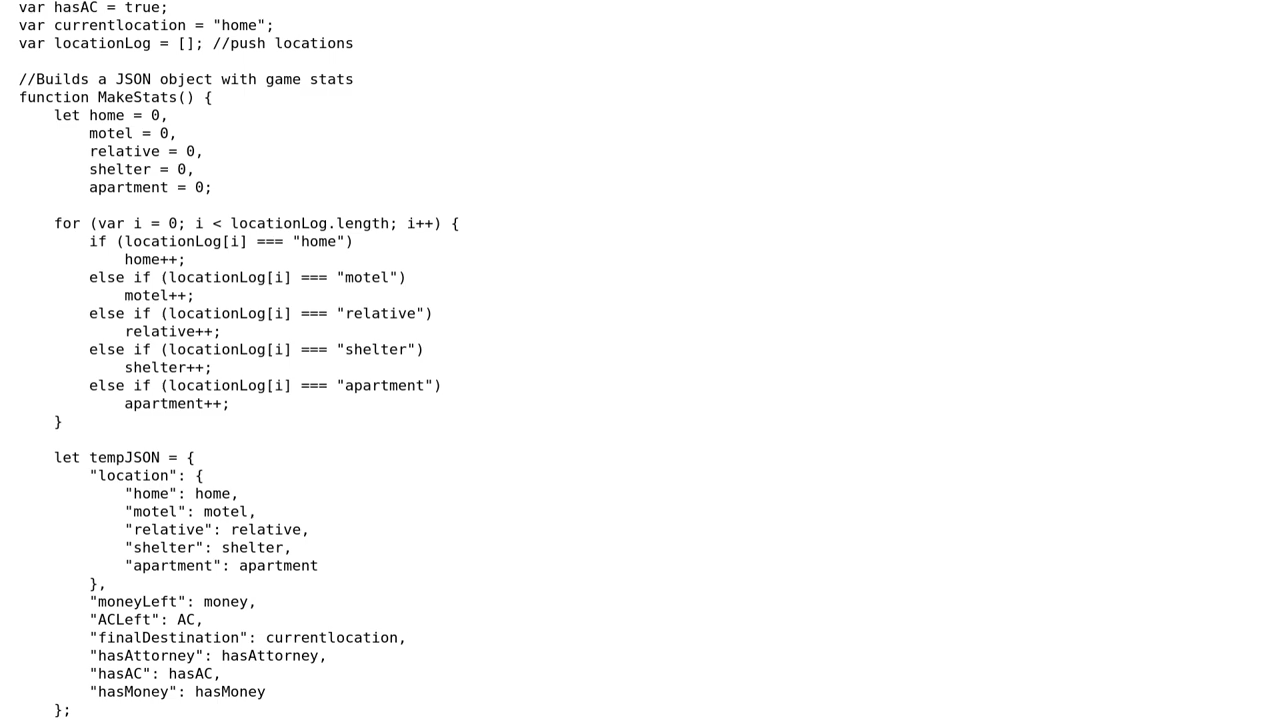 var hasAC = true;
var currentlocation = "home";
var locationLog = []; //push locations

//Builds a JSON object with game stats
function MakeStats() {
    let home = 0,
        motel = 0,
        relative = 0,
        shelter = 0,
        apartment = 0;

    for (var i = 0; i < locationLog.length; i++) {
        if (locationLog[i] === "home")
            home++;
        else if (locationLog[i] === "motel")
            motel++;
        else if (locationLog[i] === "relative")
            relative++;
        else if (locationLog[i] === "shelter")
            shelter++;
        else if (locationLog[i] === "apartment")
            apartment++;
    }

    let tempJSON = {
        "location": {
            "home": home,
            "motel": motel,
            "relative": relative,
            "shelter": shelter,
            "apartment": apartment
        },
        "moneyLeft": money,
        "ACLeft": AC,
        "finalDestination": currentlocation,
        "hasAttorney": hasAttorney,
        "hasAC": hasAC,
        "hasMoney": hasMoney
    };